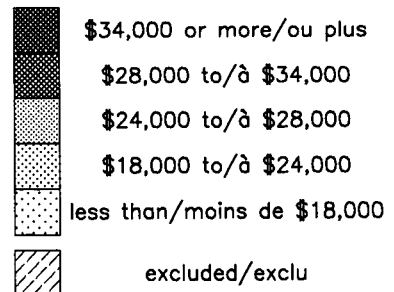 $34,000 or more/ou plus
$28,000 to/à $34,000
$24,000 to/à $28,000
$18,000 to/à $24,000
less than/moins de $18,000
excluded/exclu